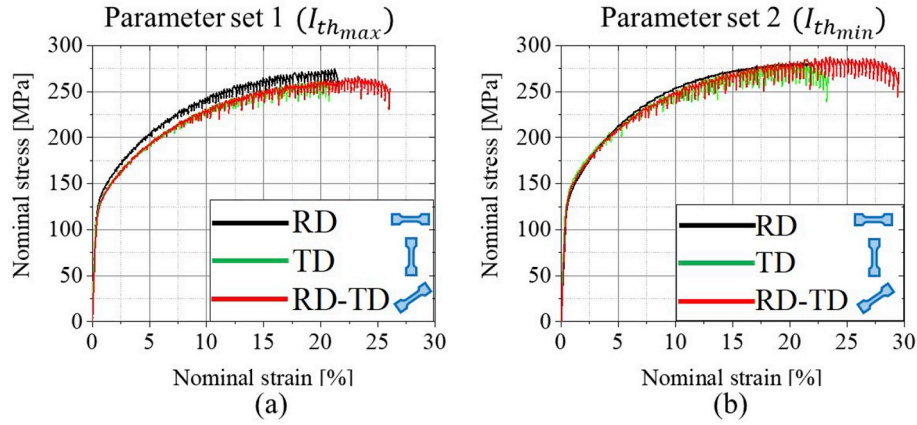 Parameter set 1 (I_th_max)
300
250
200
150
100
50
0
Nominal stress [MPa]
RD
TD
RD-TD
0 5 10 15 20 25 30
Nominal strain [%]
(a)
Parameter set 2 (I_th_min)
300
250
200
150
100
50
0
Nominal stress [MPa]
RD
TD
RD-TD
0 5 10 15 20 25 30
Nominal strain [%]
(b)